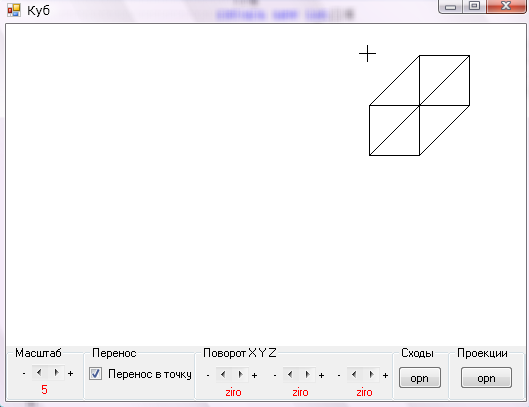 Куб
Масштаб
Перенос
Поворот X Y Z
Сходы
Проекции
- +
Перенос в точку
- +
- +
- +
opn
opn
5
ziro
ziro
ziro